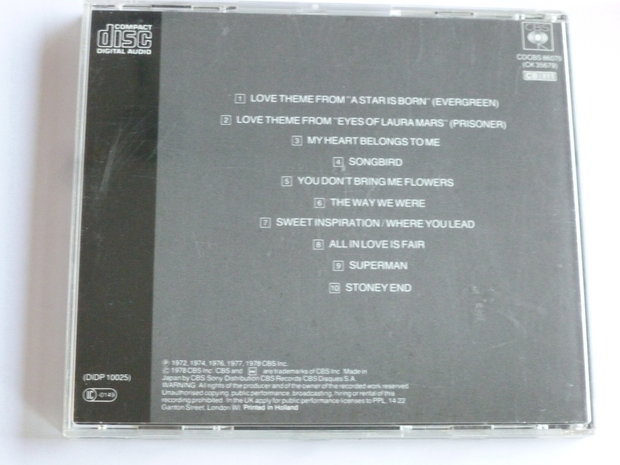 COMPACT
disc
DIGITAL AUDIO
CBS
CDCBS 86079
(CK 35679)
CB 311
1 LOVE THEME FROM "A STAR IS BORN" (EVERGREEN)
2 LOVE THEME FROM "EYES OF LAURA MARS" (PRISONER)
3 MY HEART BELONGS TO ME
4 SONGBIRD
5 YOU DON'T BRING ME FLOWERS
6 THE WAY WE WERE
7 SWEET INSPIRATION / WHERE YOU LEAD
8 ALL IN LOVE IS FAIR
9 SUPERMAN
10 STONEY END
℗ 1972, 1974, 1976, 1977, 1978 CBS Inc.
© 1978 CBS Inc. CBS and are trademarks of CBS Inc. Made in
Japan by CBS Sony Distribution CBS Records CBS Disques S.A.
WARNING. All rights of the producer and of the owner of the recorded work reserved.
Unauthorised copying, public performance, broadcasting, hiring or rental of this
recording prohibited. In the UK apply for public performance licenses to PPL, 14-22
Ganton Street, London W1. Printed in Holland
(DIDP 10025)
LC -0149